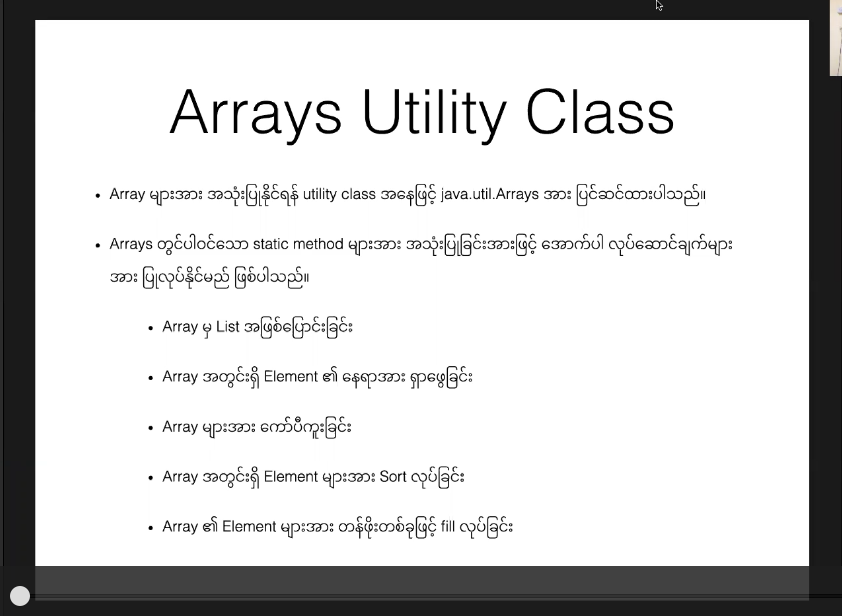 Arrays Utility Class
• Array များအား အသုံးပြုနိုင်ရန် utility class အနေဖြင့် java.util.Arrays အား ပြင်ဆင်ထားပါသည်။
• Arrays တွင်ပါဝင်သော static method များအား အသုံးပြုခြင်းအားဖြင့် အောက်ပါ လုပ်ဆောင်ချက်များ
အား ပြုလုပ်နိုင်မည် ဖြစ်ပါသည်။
• Array မှ List အဖြစ်ပြောင်းခြင်း
• Array အတွင်းရှိ Element ၏ နေရာအား ရှာဖွေခြင်း
• Array များအား ကော်ပီကူးခြင်း
• Array အတွင်းရှိ Element များအား Sort လုပ်ခြင်း
• Array ၏ Element များအား တန်ဖိုးတစ်ခုဖြင့် fill လုပ်ခြင်း